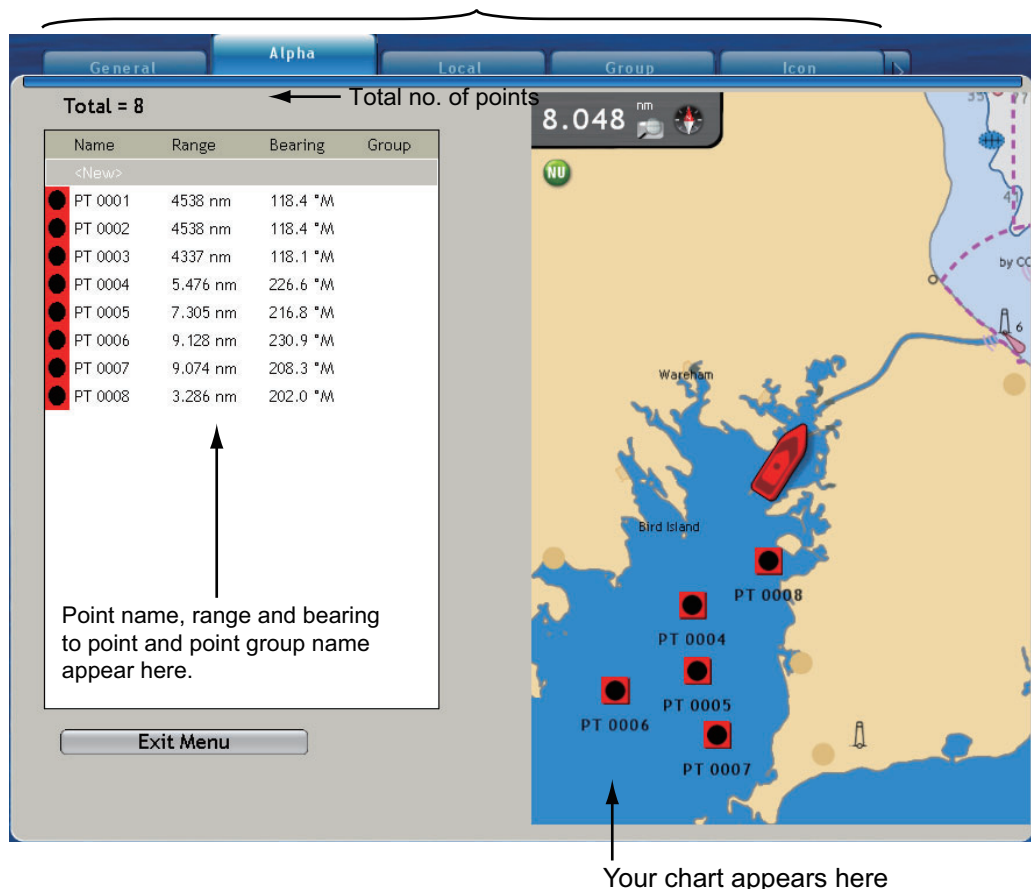 General Alpha Local Group Icon
Total = 8
Total no. of points
Name Range Bearing Group
<New>
PT 0001 4538 nm 118.4 °M
PT 0002 4538 nm 118.4 °M
PT 0003 4337 nm 118.1 °M
PT 0004 5.476 nm 226.6 °M
PT 0005 7.305 nm 216.8 °M
PT 0006 9.128 nm 230.9 °M
PT 0007 9.074 nm 208.3 °M
PT 0008 3.286 nm 202.0 °M
Point name, range and bearing
to point and point group name
appear here.
Exit Menu
8.048 nm
NU
by CC
6
Wareham
Bird Island
PT 0008
PT 0004
PT 0005
PT 0006
PT 0007
Your chart appears here